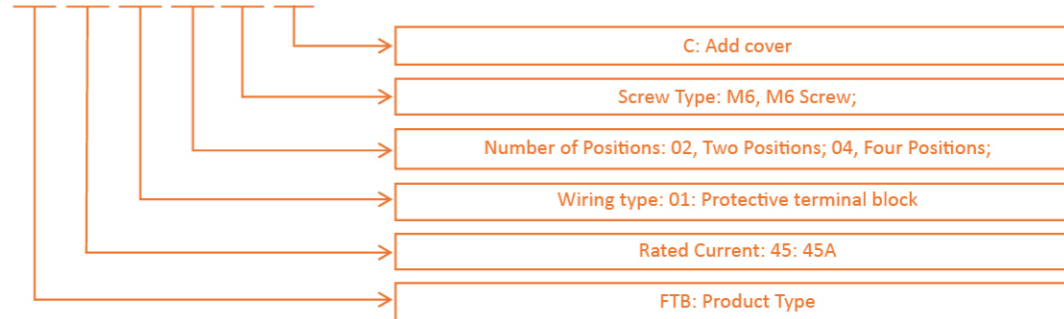 C: Add cover
Screw Type: M6, M6 Screw;
Number of Positions: 02, Two Positions; 04, Four Positions;
Wiring type: 01: Protective terminal block
Rated Current: 45: 45A
FTB: Product Type